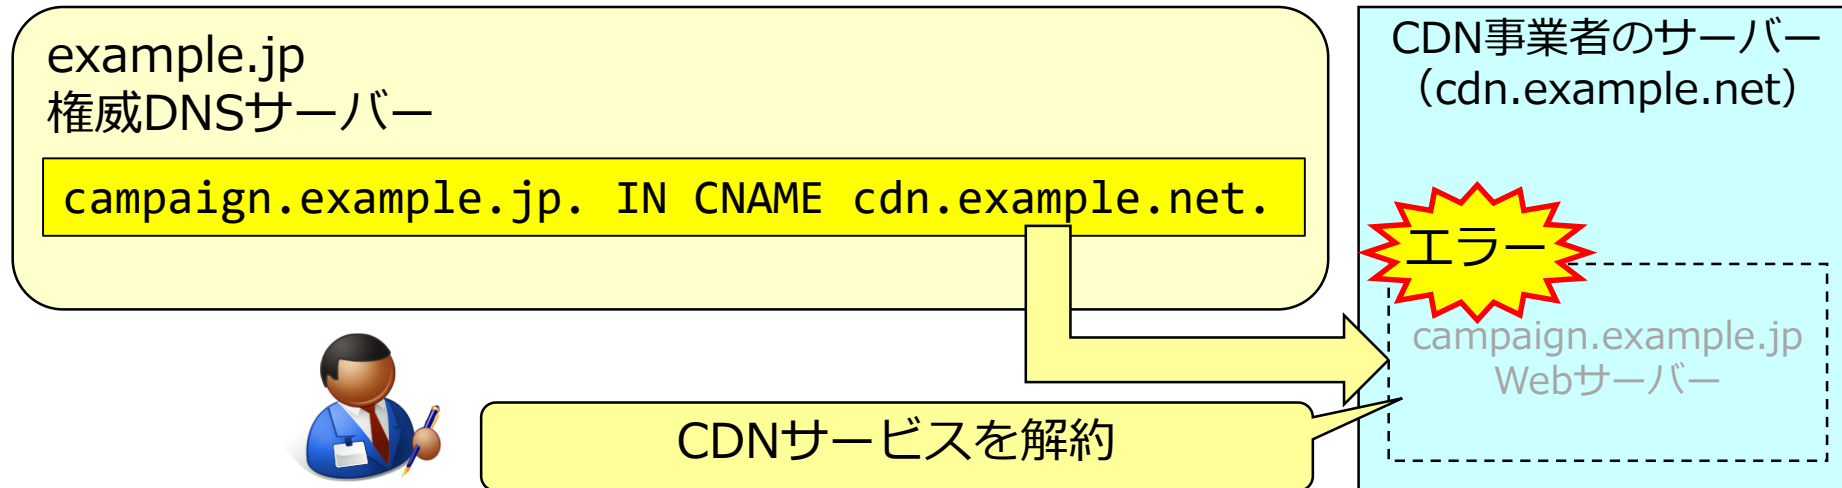 example.jp
権威DNSサーバー
campaign.example.jp. IN CNAME cdn.example.net.
CDN事業者のサーバー
（cdn.example.net）
エラー
campaign.example.jp
Webサーバー
CDNサービスを解約